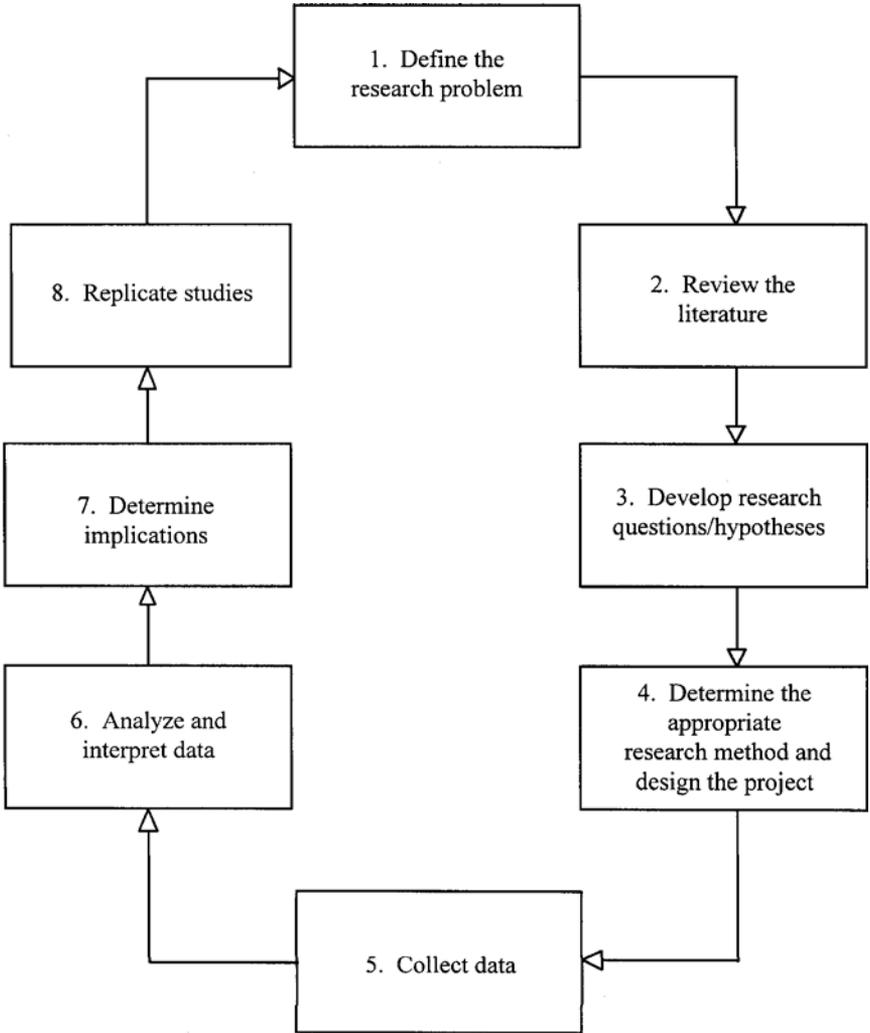 1. Define the
research problem
2. Review the
literature
3. Develop research
questions/hypotheses
4. Determine the
appropriate
research method and
design the project
5. Collect data
6. Analyze and
interpret data
7. Determine
implications
8. Replicate studies